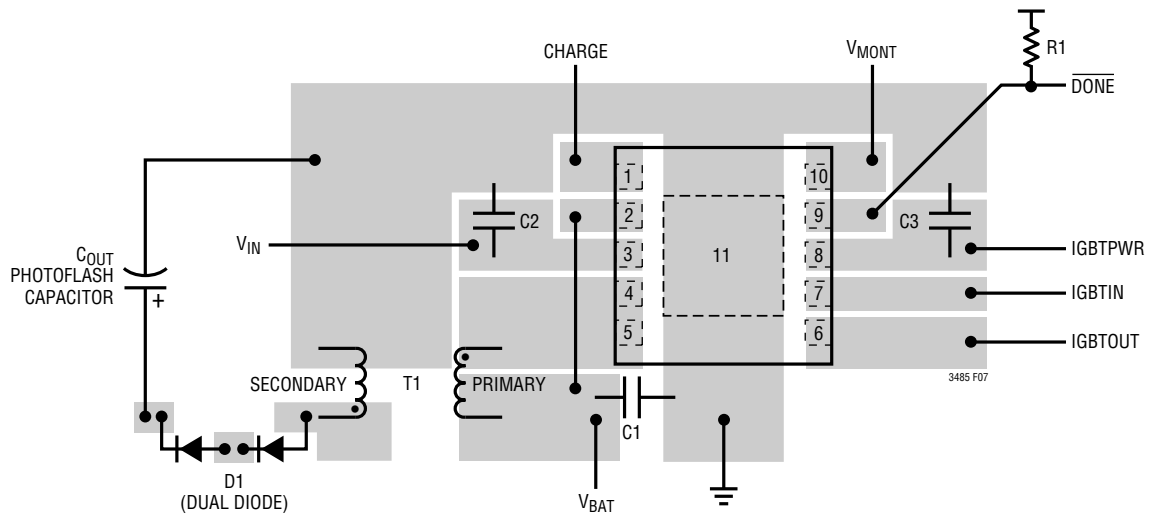 R1
CHARGE
VMONT
DONE
1
10
2
9
C2
C3
VIN
3
11
8
IGBTPWR
COUT
PHOTOFLASH
CAPACITOR
+
4
7
IGBTIN
5
6
IGBTOUT
3485 F07
SECONDARY
T1
PRIMARY
C1
D1
(DUAL DIODE)
VBAT